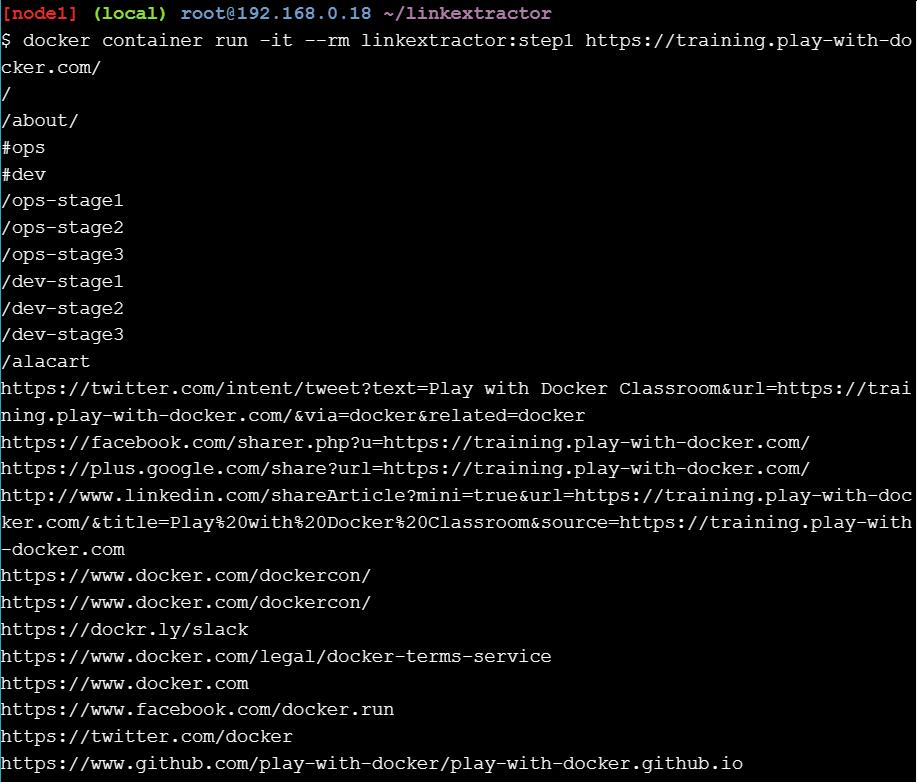 [node1] (local) root@192.168.0.18 ~/linkextractor
$ docker container run -it --rm linkextractor:step1 https://training.play-with-do
cker.com/
/
/about/
#ops
#dev
/ops-stage1
/ops-stage2
/ops-stage3
/dev-stage1
/dev-stage2
/dev-stage3
/alacart
https://twitter.com/intent/tweet?text=Play with Docker Classroom&url=https://trai
ning.play-with-docker.com/&via=docker&related=docker
https://facebook.com/sharer.php?u=https://training.play-with-docker.com/
https://plus.google.com/share?url=https://training.play-with-docker.com/
http://www.linkedin.com/shareArticle?mini=true&url=https://training.play-with-doc
ker.com/&title=Play%20with%20Docker%20Classroom&source=https://training.play-with
-docker.com
https://www.docker.com/dockercon/
https://www.docker.com/dockercon/
https://dockr.ly/slack
https://www.docker.com/legal/docker-terms-service
https://www.docker.com
https://www.facebook.com/docker.run
https://twitter.com/docker
https://www.github.com/play-with-docker/play-with-docker.github.io